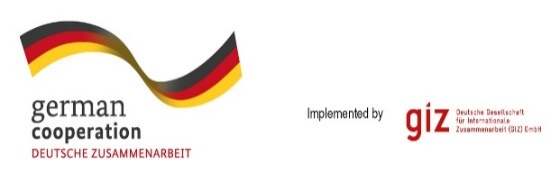 german
cooperation
DEUTSCHE ZUSAMMENARBEIT
Implemented by
giz
Deutsche Gesellschaft
für Internationale
Zusammenarbeit (GIZ) GmbH